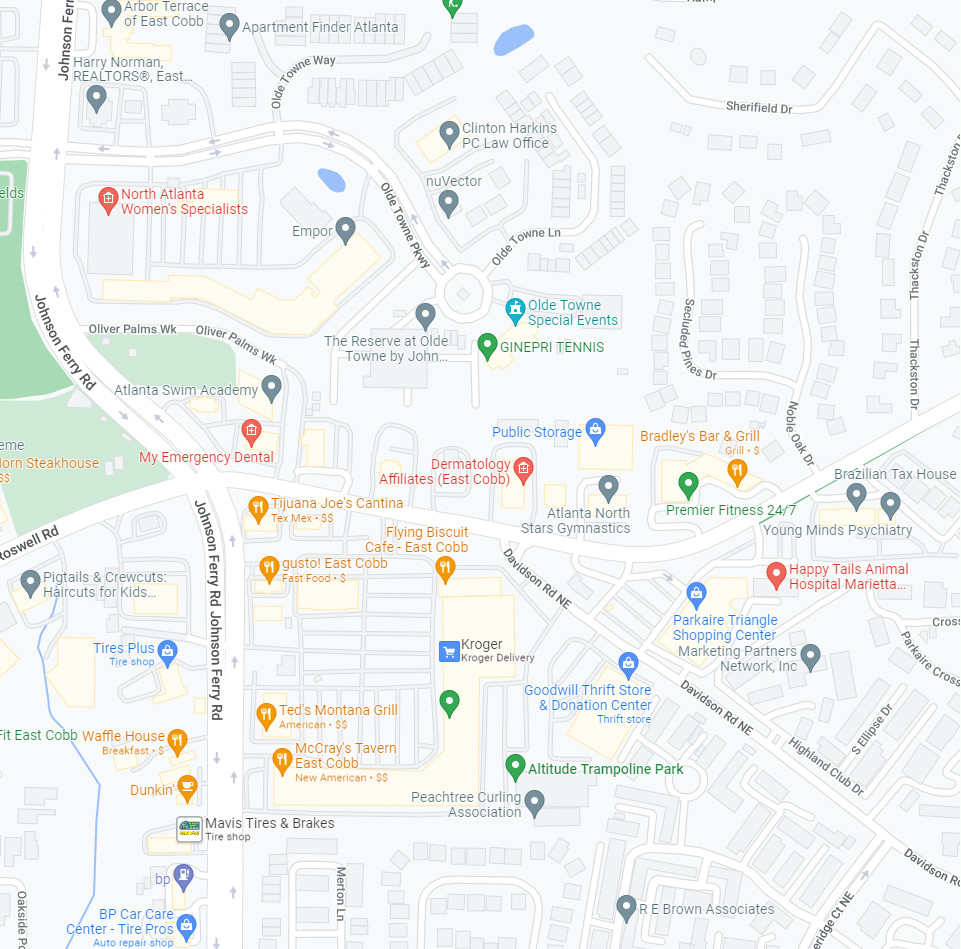 Arbor Terrace
of East Cobb
Apartment Finder Atlanta
Johnson Ferr
Harry Norman,
REALTORS®, East...
Olde Towne Way
Sherifield Dr
Clinton Harkins
PC Law Office
Thackston D
North Atlanta
Women's Specialists
elds
nuVector
Olde Towne Pkwy
Empor
Olde Towne Ln
Thackston Dr
Johnson Ferry Rd
Oliver Palms Wk
Oliver Palms Wk
Olde Towne
Special Events
The Reserve at Olde
Towne by John...
GINEPRI TENNIS
Secluded Pines Dr
Thackston Dr
Atlanta Swim Academy
Noble Oak Dr
My Emergency Dental
Public Storage
Bradley's Bar & Grill
Grill • $
eme
orn Steakhouse
$$
Dermatology
Affiliates (East Cobb)
Brazilian Tax House
Premier Fitness 24/7
Atlanta North
Stars Gymnastics
Young Minds Psychiatry
Tijuana Joe's Cantina
Tex Mex • $$
Roswell Rd
Johnson Ferry Rd
Flying Biscuit
Cafe - East Cobb
gusto! East Cobb
Fast Food • $
Davidson Rd NE
Happy Tails Animal
Hospital Marietta...
Pigtails & Crewcuts:
Haircuts for Kids...
Parkaire Triangle
Shopping Center
Cross
Parkaire Cross
Johnson Ferry Rd
Tires Plus
Tire shop
Kroger
Kroger Delivery
Marketing Partners
Network, Inc
Goodwill Thrift Store
& Donation Center
Thrift store
Davidson Rd NE
S Ellipse Dr
Ted's Montana Grill
American • $$
Fit East Cobb
Waffle House
Breakfast • $
McCray's Tavern
East Cobb
New American • $$
Highland Club Dr
Altitude Trampoline Park
Dunkin'
Peachtree Curling
Association
Mavis Tires & Brakes
Tire shop
Davidson Rd
bp
Merton Ln
Oakside Po
BP Car Care
Center - Tire Pros
Auto repair shop
R E Brown Associates
eridge Ct NE